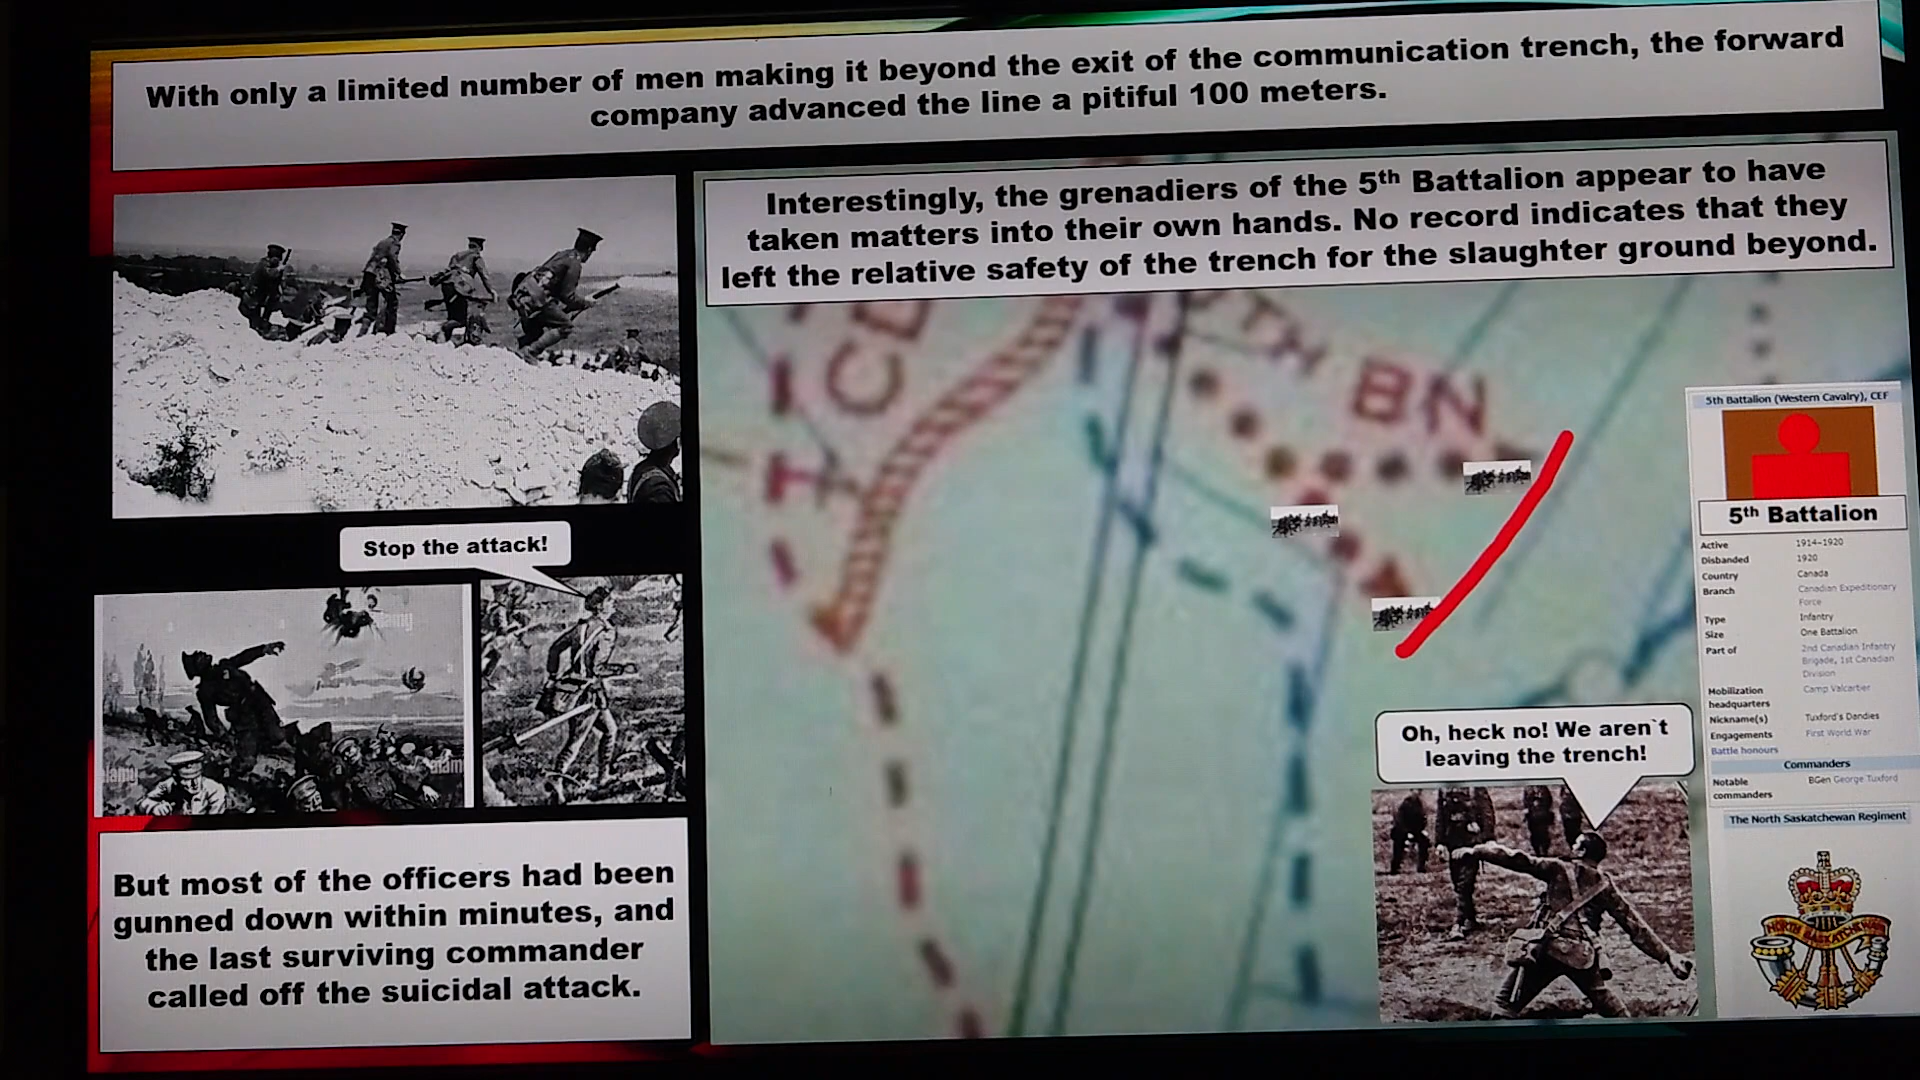 With only a limited number of men making it beyond the exit of the communication trench, the forward
company advanced the line a pitiful 100 meters.
Interestingly, the grenadiers of the 5th Battalion appear to have
taken matters into their own hands. No record indicates that they
left the relative safety of the trench for the slaughter ground beyond.
Stop the attack!
alamy
But most of the officers had been
gunned down within minutes, and
the last surviving commander
called off the suicidal attack.
TH BN
Oh, heck no! We aren`t
leaving the trench!
5th Battalion (Western Cavalry), CEF
5th Battalion
Active 1914–1920
Disbanded 1920
Country Canada
Branch Canadian Expeditionary
Force
Type Infantry
Size One Battalion
Part of 2nd Canadian Infantry
Brigade, 1st Canadian
Division
Mobilization Camp Valcartier
headquarters
Nickname(s) Tuxford's Dandies
Engagements First World War
Battle honours
Commanders
Notable BGen George Tuxford
commanders
The North Saskatchewan Regiment
NORTH SASKATCHEWAN